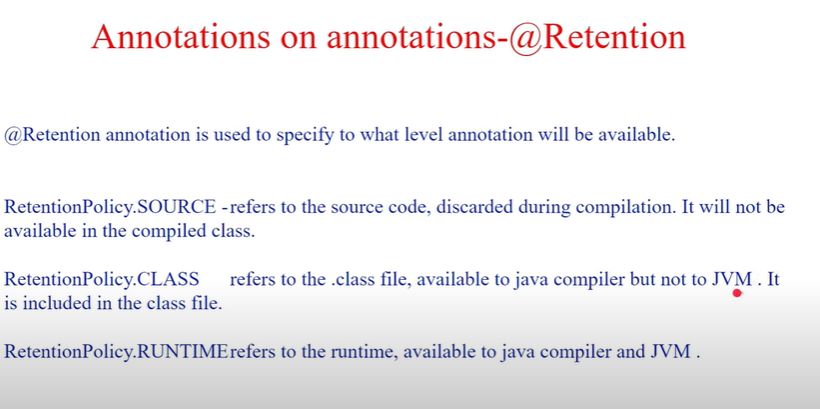 Annotations on annotations-@Retention
@Retention annotation is used to specify to what level annotation will be available.
RetentionPolicy.SOURCE -refers to the source code, discarded during compilation. It will not be
available in the compiled class.
RetentionPolicy.CLASS refers to the .class file, available to java compiler but not to JVM . It
is included in the class file.
RetentionPolicy.RUNTIMErefers to the runtime, available to java compiler and JVM .